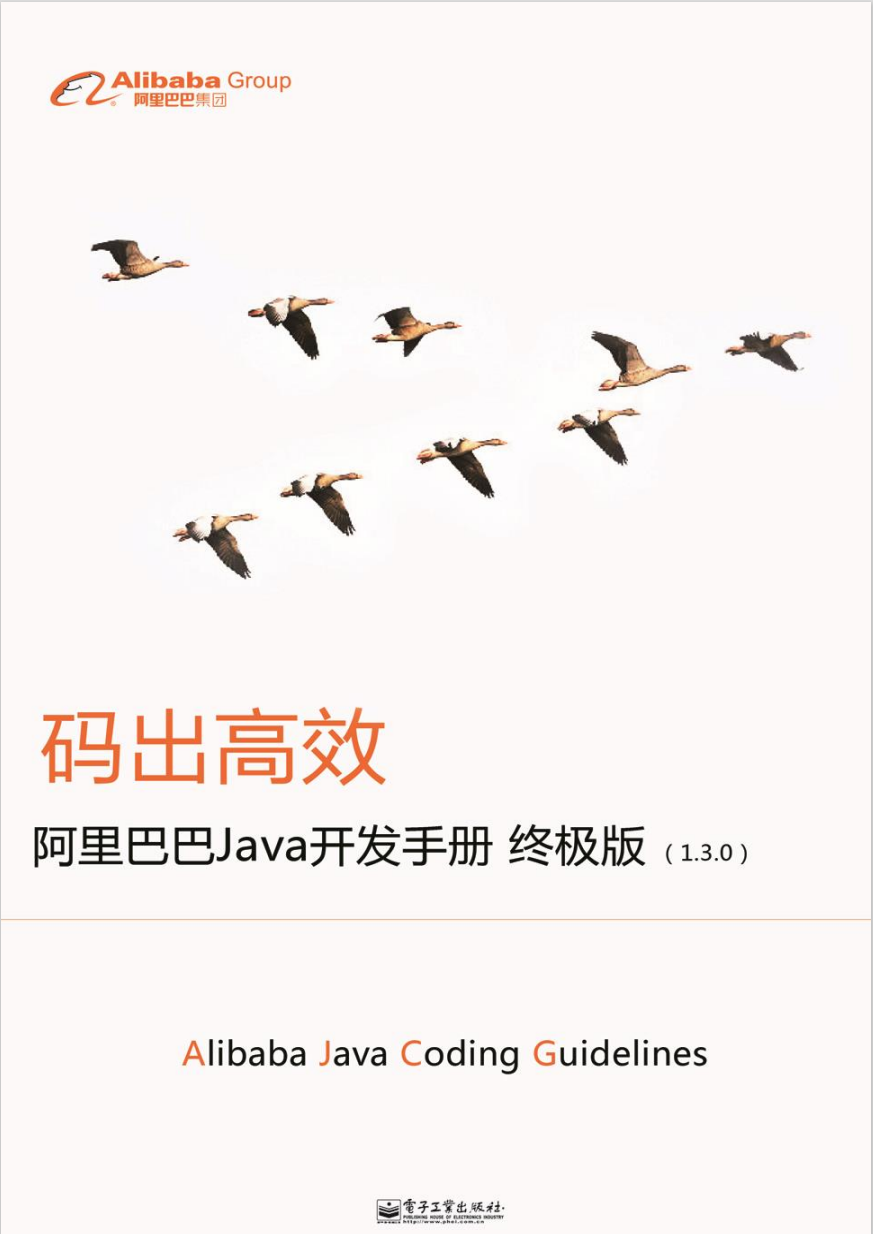 Alibaba Group
阿里巴巴集团
码出高效
阿里巴巴Java开发手册 终极版（1.3.0）
Alibaba Java Coding Guidelines
電子工業出版社·
PUBLISHING HOUSE OF ELECTRONICS INDUSTRY
http://www.phei.com.cn